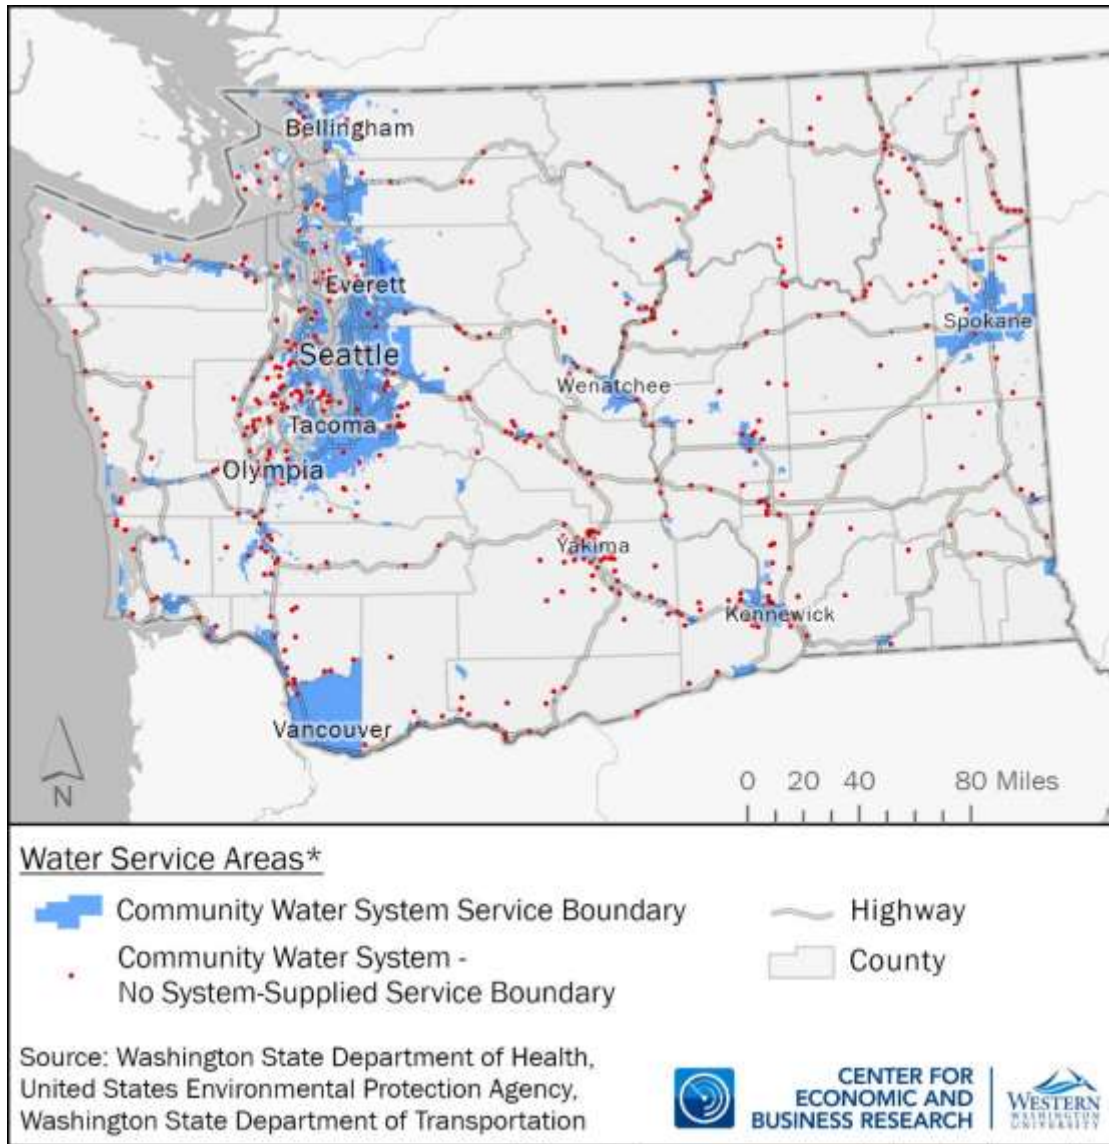 Bellingham
Everett
Seattle
Spokane
Wenatchee
Tacoma
Olympia
Yakima
Kennewick
Vancouver
N
0 20 40 80 Miles
Water Service Areas*
Community Water System Service Boundary
Highway
Community Water System -
No System-Supplied Service Boundary
County
Source: Washington State Department of Health,
United States Environmental Protection Agency,
Washington State Department of Transportation
CENTER FOR
ECONOMIC AND
BUSINESS RESEARCH
WESTERN
WASHINGTON
UNIVERSITY